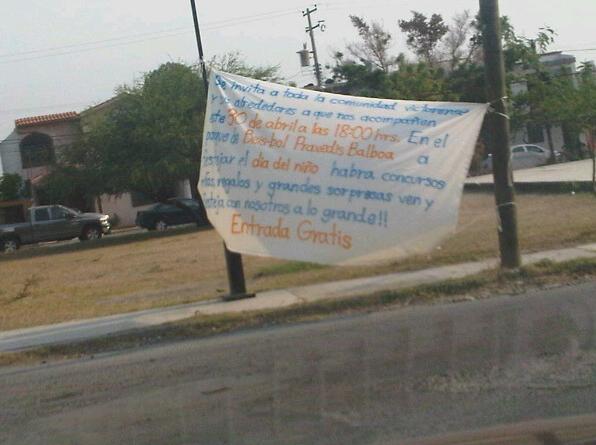 Se invita a toda la comunidad victorense
y alrededores a que nos acompañen
este 30 de abril a las 18:00 hrs. En el
parque de Beis-bol Praxedis Balboa a
festejar el dia del niño habra concursos
regalos y grandes sorpresas ven y
festeja con nosotros a lo grande!!
Entrada Gratis